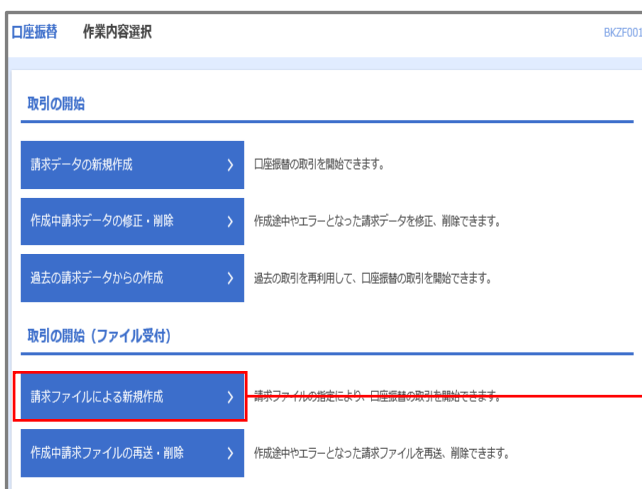 口座振替 作業内容選択 BKZF001
取引の開始
請求データの新規作成 口座振替の取引を開始できます。
作成中請求データの修正・削除 作成途中やエラーとなった請求データを修正、削除できます。
過去の請求データからの作成 過去の取引を再利用して、口座振替の取引を開始できます。
取引の開始（ファイル受付）
請求ファイルによる新規作成 請求ファイルの指定により、口座振替の取引を開始できます。
作成中請求ファイルの再送・削除 作成途中やエラーとなった請求ファイルを再送、削除できます。